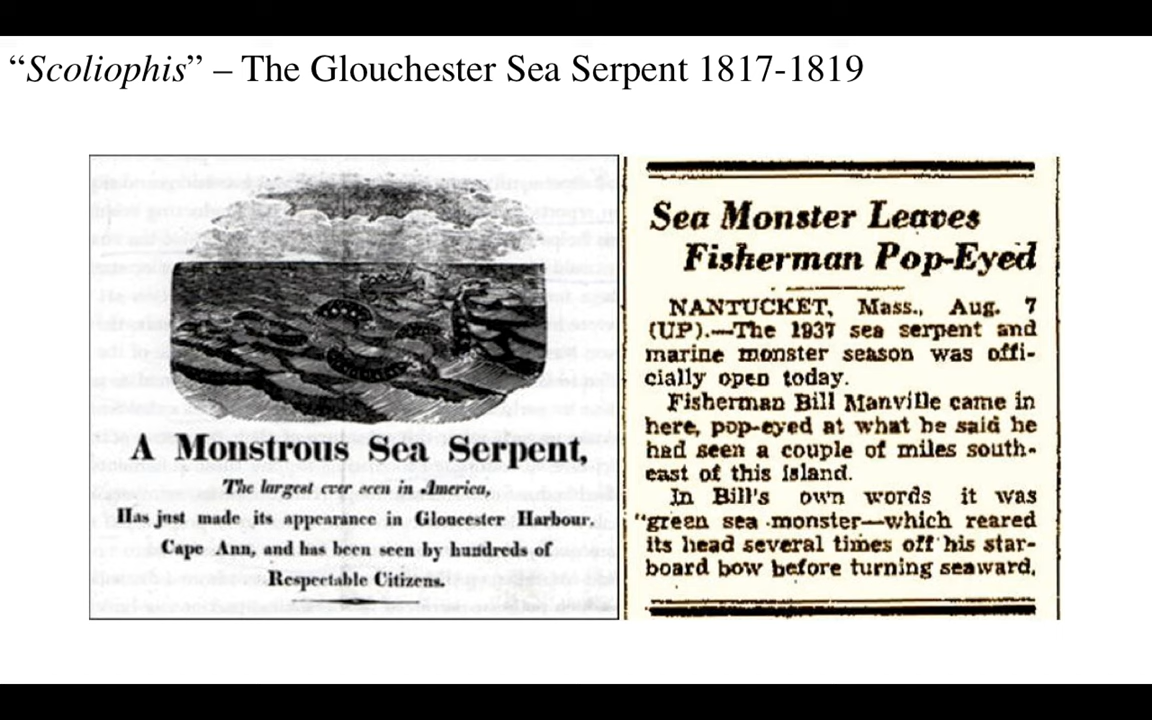 “Scoliophis” – The Glouchester Sea Serpent 1817-1819
A Monstrous Sea Serpent,
The largest ever seen in America,
Has just made its appearance in Gloucester Harbour,
Cape Ann, and has been seen by hundreds of
Respectable Citizens.
Sea Monster Leaves
Fisherman Pop-Eyed
NANTUCKET, Mass., Aug. 7
(UP).—The 1937 sea serpent and
marine monster season was offi-
cially open today.
Fisherman Bill Manville came in
here, pop-eyed at what he said he
had seen a couple of miles south-
east of this island.
In Bill's own words it was
"green sea monster—which reared
its head several times off his star-
board bow before turning seaward.